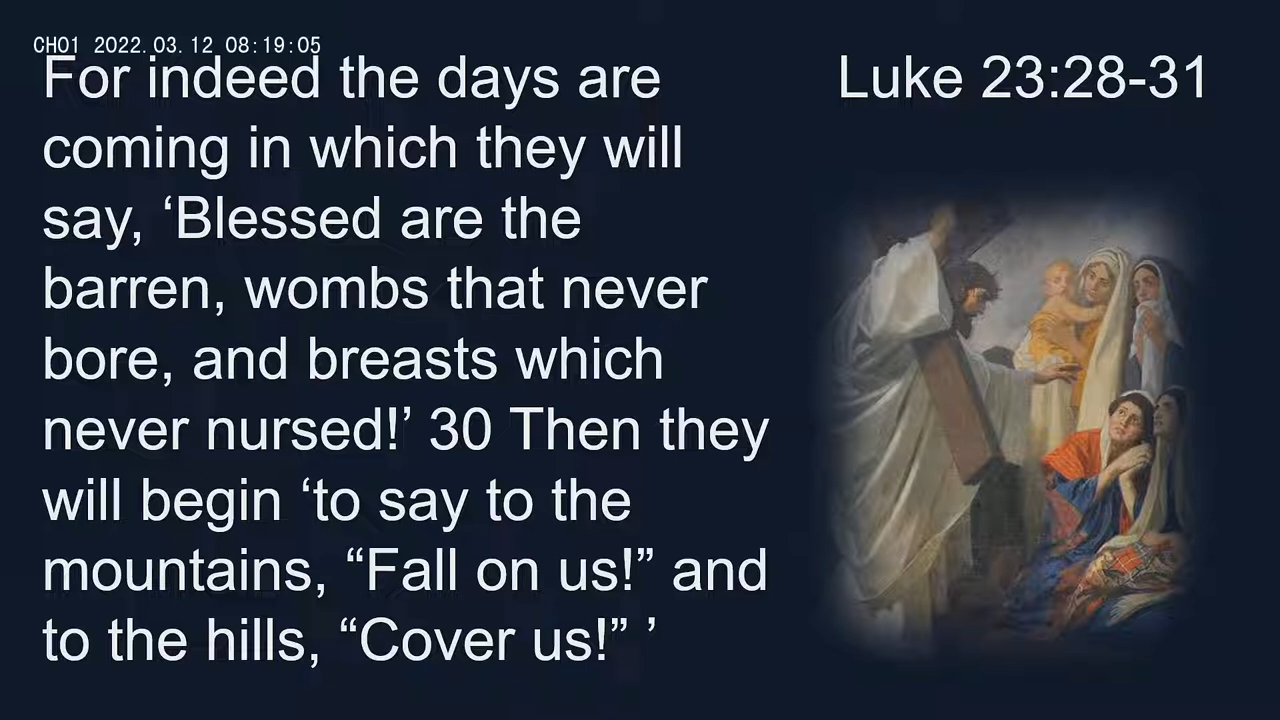 CH01 2022.03.12 08:19:05
For indeed the days are
coming in which they will
say, ‘Blessed are the
barren, wombs that never
bore, and breasts which
never nursed!’ 30 Then they
will begin ‘to say to the
mountains, “Fall on us!” and
to the hills, “Cover us!” ’
Luke 23:28-31